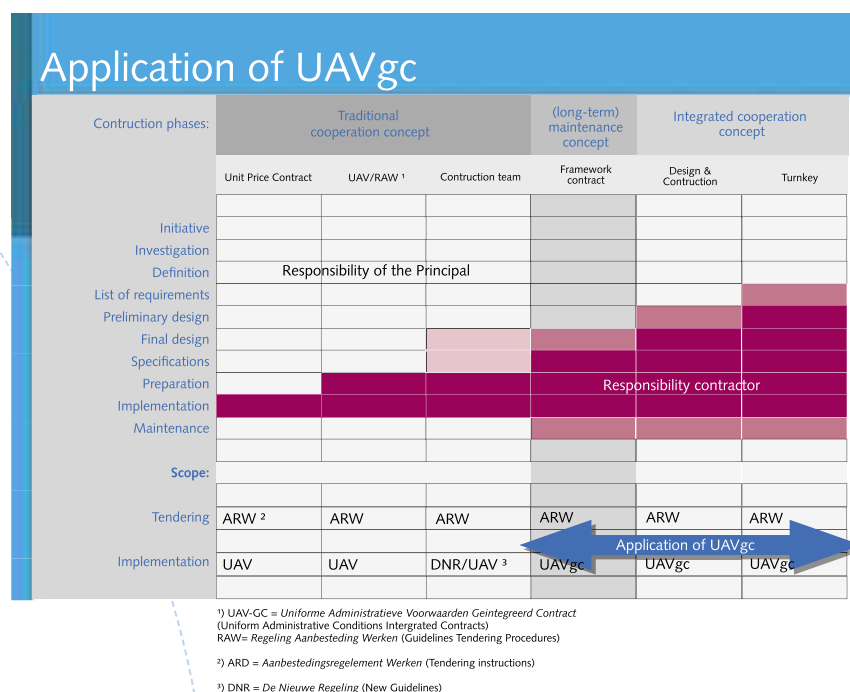 Application of UAVgc
Contruction phases:
Traditional
cooperation concept
(long-term)
maintenance
concept
Integrated cooperation
concept
Unit Price Contract
UAV/RAW ¹
Contruction team
Framework
contract
Design &
Contruction
Turnkey
Initiative
Investigation
Definition
Responsibility of the Principal
List of requirements
Preliminary design
Final design
Specifications
Preparation
Responsibility contractor
Implementation
Maintenance
Scope:
Tendering
ARW ²
ARW
ARW
ARW
ARW
ARW
Application of UAVgc
Implementation
UAV
UAV
DNR/UAV ³
UAVgc
UAVgc
UAVgc
¹) UAV-GC = Uniforme Administratieve Voorwaarden Geintegreerd Contract
(Uniform Administrative Conditions Intergrated Contracts)
RAW= Regeling Aanbesteding Werken (Guidelines Tendering Procedures)
²) ARD = Aanbestedingsregelement Werken (Tendering instructions)
³) DNR = De Nieuwe Regeling (New Guidelines)